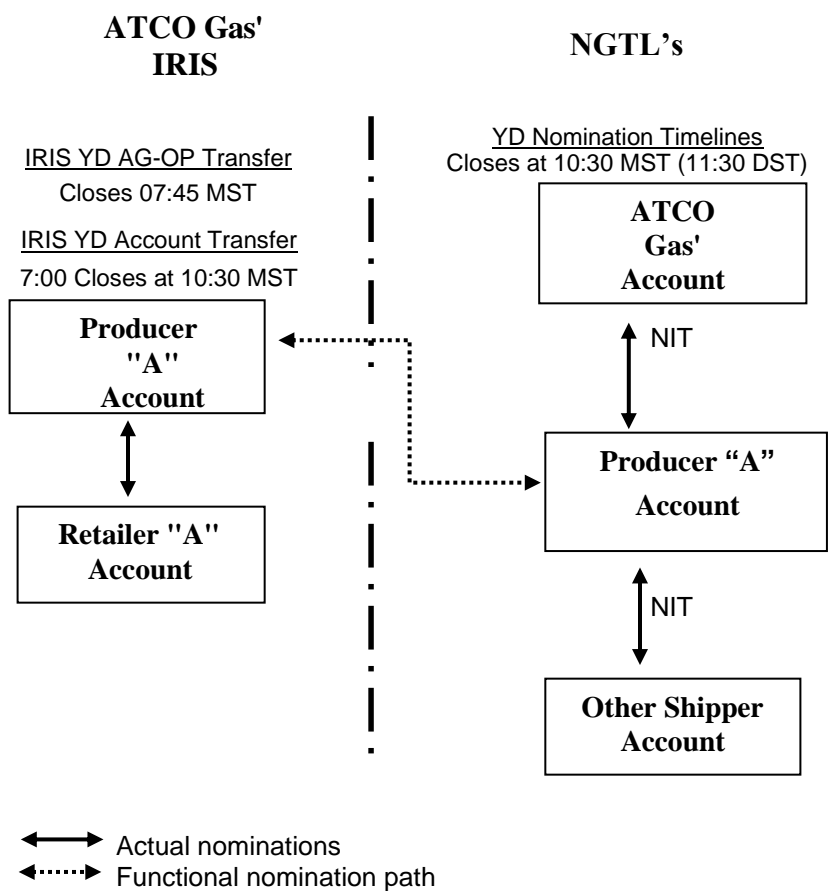 ATCO Gas'
IRIS
NGTL's
IRIS YD AG-OP Transfer
Closes 07:45 MST
IRIS YD Account Transfer
7:00 Closes at 10:30 MST
YD Nomination Timelines
Closes at 10:30 MST (11:30 DST)
Producer
"A"
Account
Retailer "A"
Account
ATCO
Gas'
Account
NIT
Producer “A”
Account
NIT
Other Shipper
Account
Actual nominations
Functional nomination path